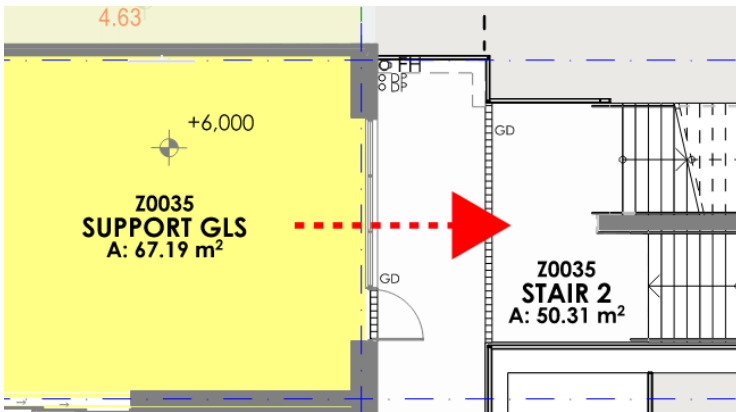 4.63
FH
DP
DP
+6,000
GD
Z0035
SUPPORT GLS
A: 67.19 m²
Z0035
STAIR 2
A: 50.31 m²
GD